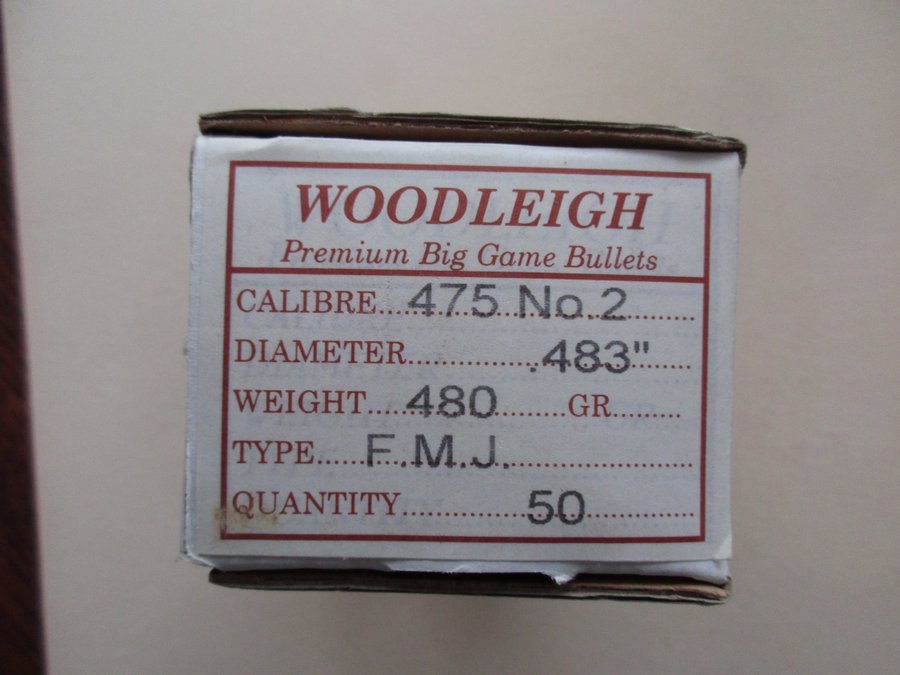 WOODLEIGH
Premium Big Game Bullets
CALIBRE...475 No.2
DIAMETER...........483"
WEIGHT....480.........GR........
TYPE.....F.M.J.
QUANTITY...............50